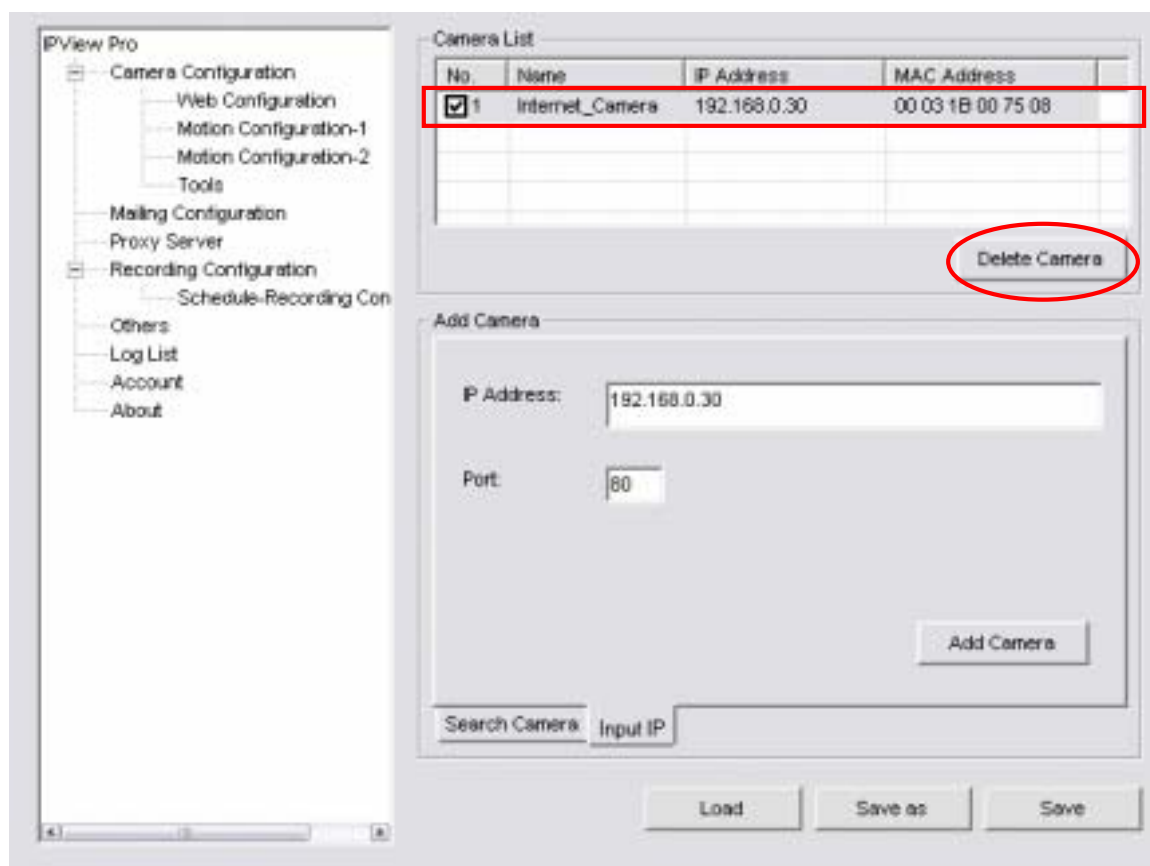 IPView Pro
Camera Configuration
Web Configuration
Motion Configuration-1
Motion Configuration-2
Tools
Mailing Configuration
Proxy Server
Recording Configuration
Schedule-Recording Con
Others
Log List
Account
About
Camera List
No. Name IP Address MAC Address
1 Internet_Camera 192.168.0.30 00 03 1B 00 75 08
Delete Camera
Add Camera
IP Address: 192.168.0.30
Port: 80
Add Camera
Search Camera Input IP
Load Save as Save